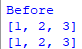 Before
[1, 2, 3]
[1, 2, 3]